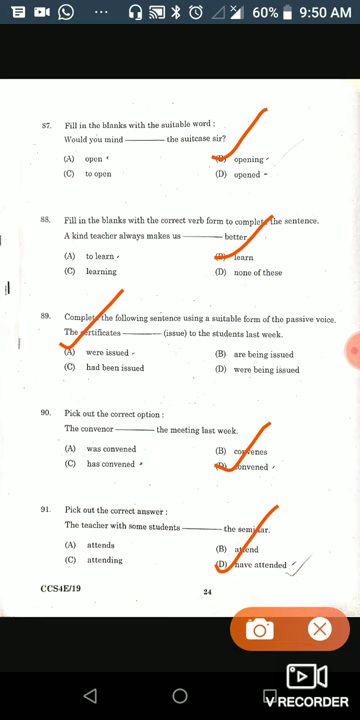 ... 60% 9:50 AM
87. Fill in the blanks with the suitable word :
Would you mind ———— the suitcase sir?
(A) open (B) opening
(C) to open (D) opened
88. Fill in the blanks with the correct verb form to complete the sentence.
A kind teacher always makes us ———— better.
(A) to learn (B) learn
(C) learning (D) none of these
89. Complete the following sentence using a suitable form of the passive voice.
The certificates ———— (issue) to the students last week.
(A) were issued (B) are being issued
(C) had been issued (D) were being issued
90. Pick out the correct option :
The convenor ———— the meeting last week.
(A) was convened (B) convenes
(C) has convened (D) convened
91. Pick out the correct answer :
The teacher with some students ———— the seminar.
(A) attends (B) attend
(C) attending (D) have attended
CCS4E/19 24
V RECORDER